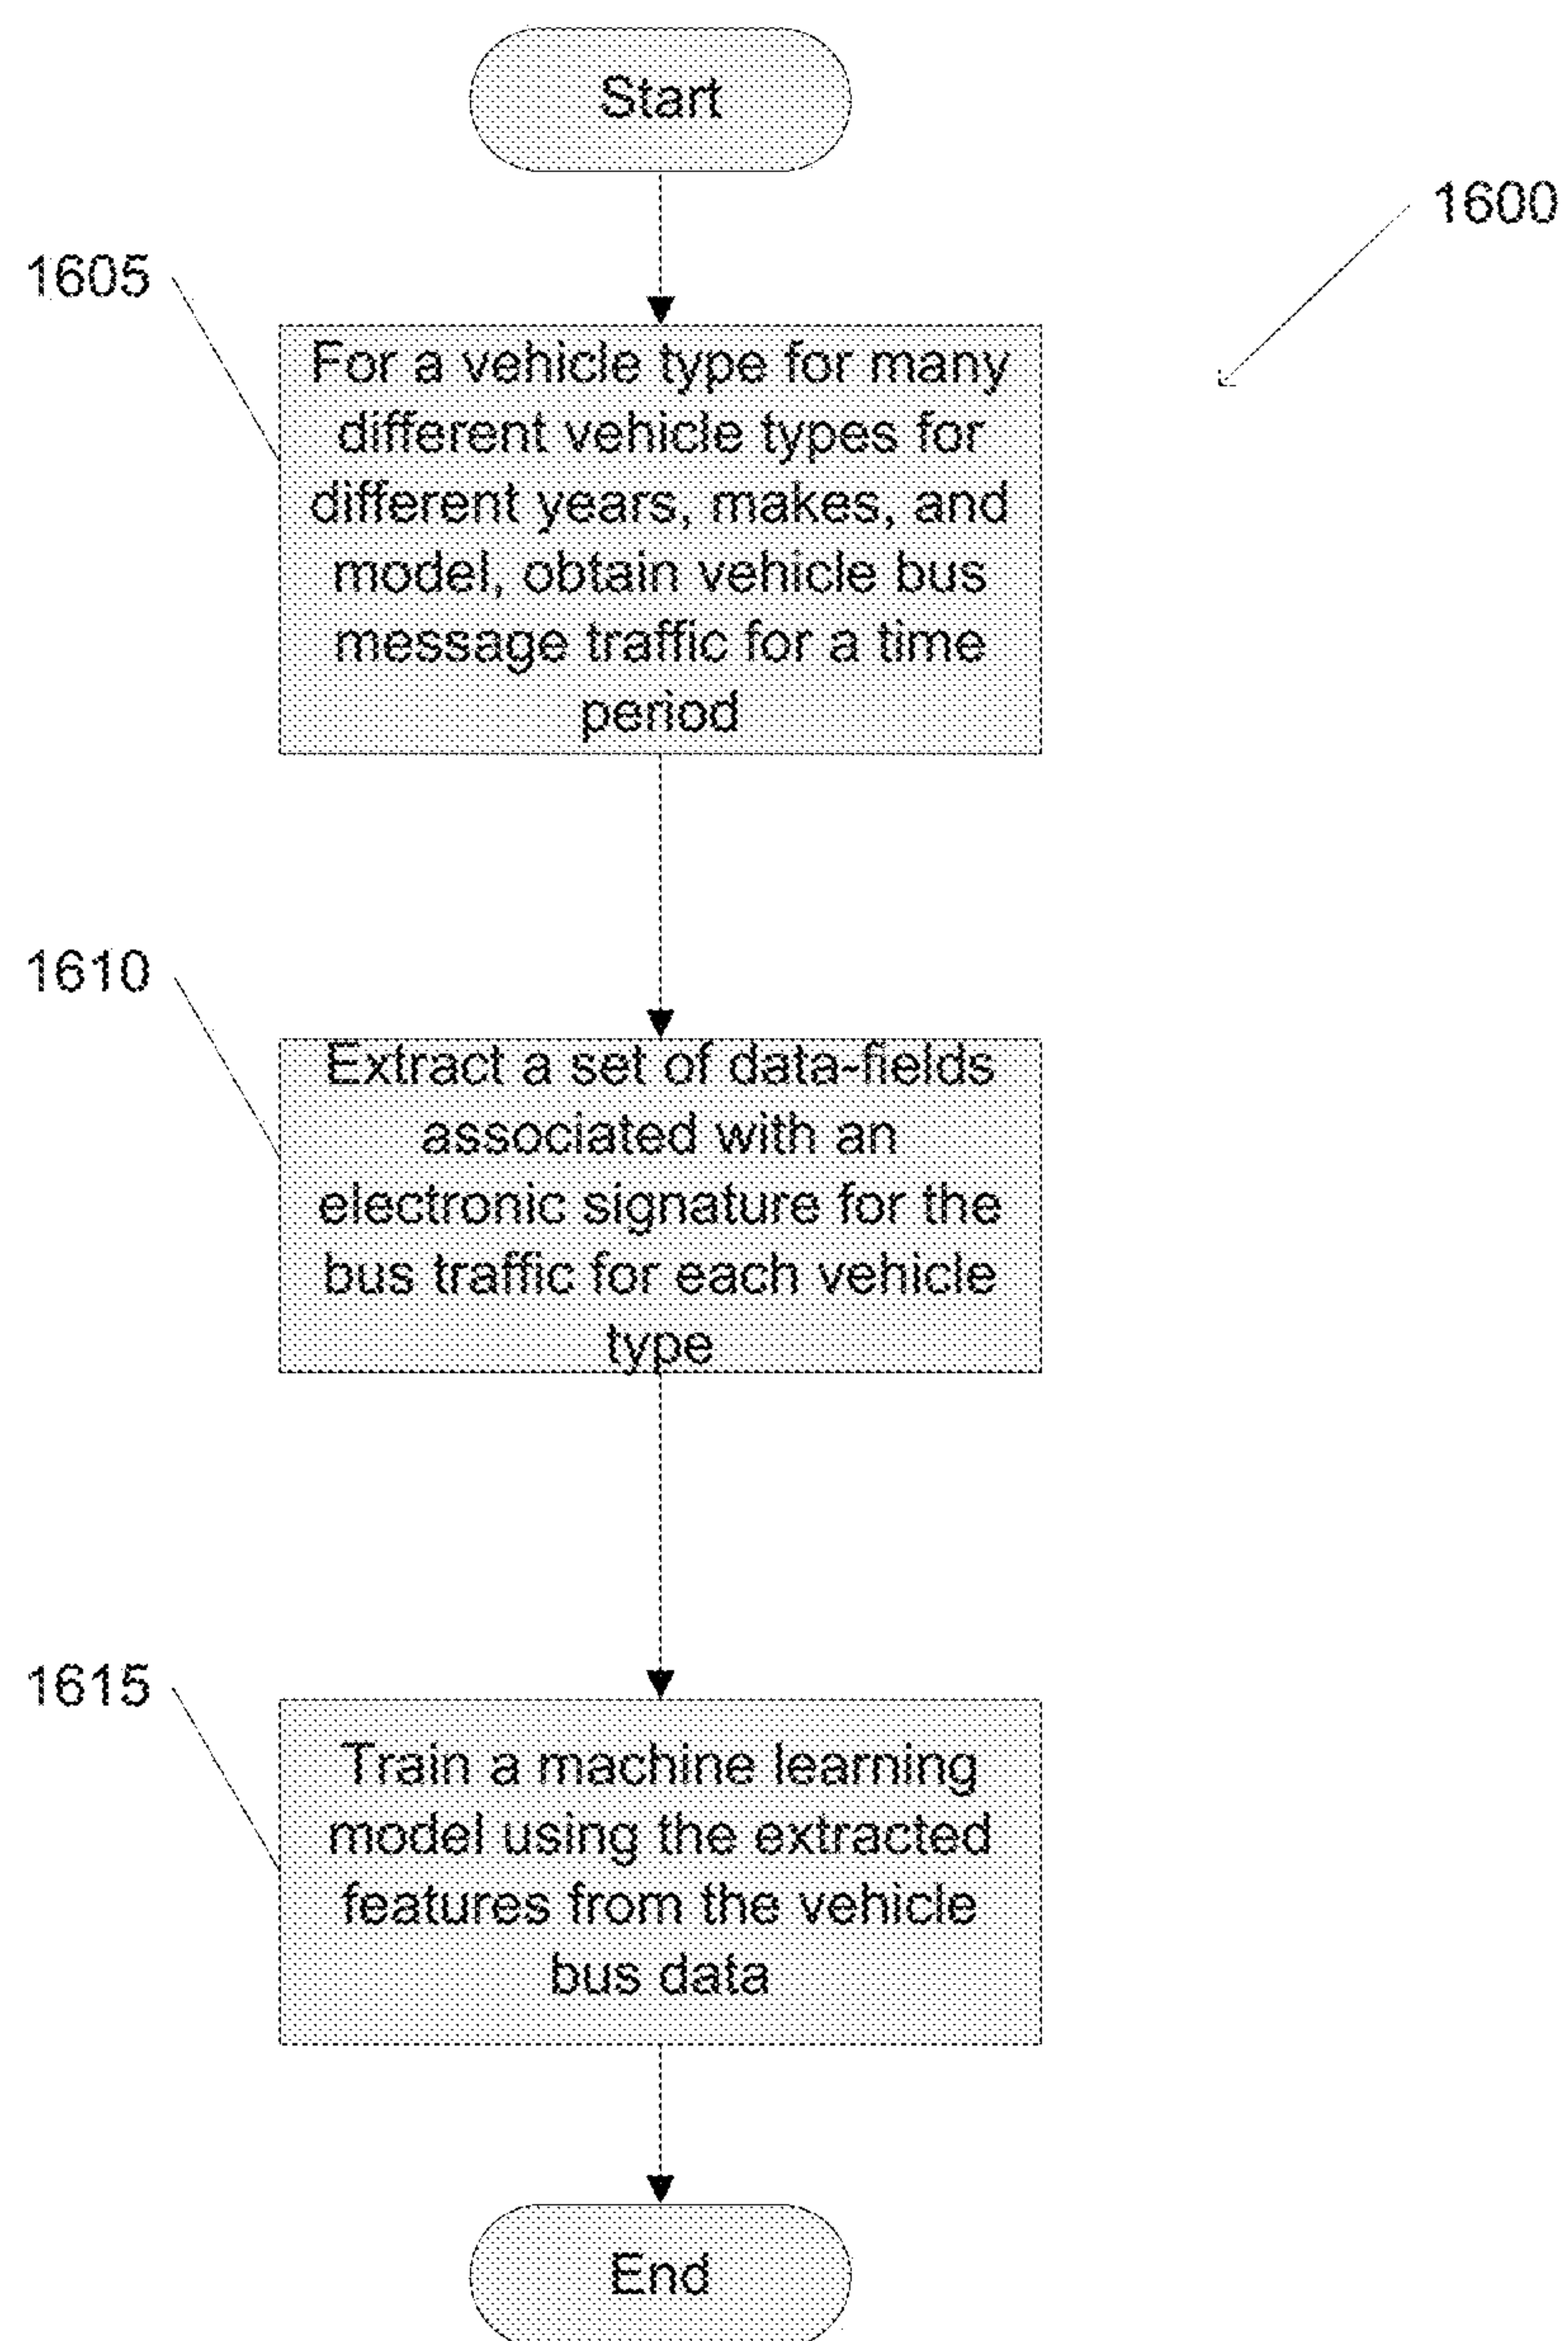 Start
1600
1605
For a vehicle type for many
different vehicle types for
different years, makes, and
model, obtain vehicle bus
message traffic for a time
period
1610
Extract a set of data-fields
associated with an
electronic signature for the
bus traffic for each vehicle
type
1615
Train a machine learning
model using the extracted
features from the vehicle
bus data
End